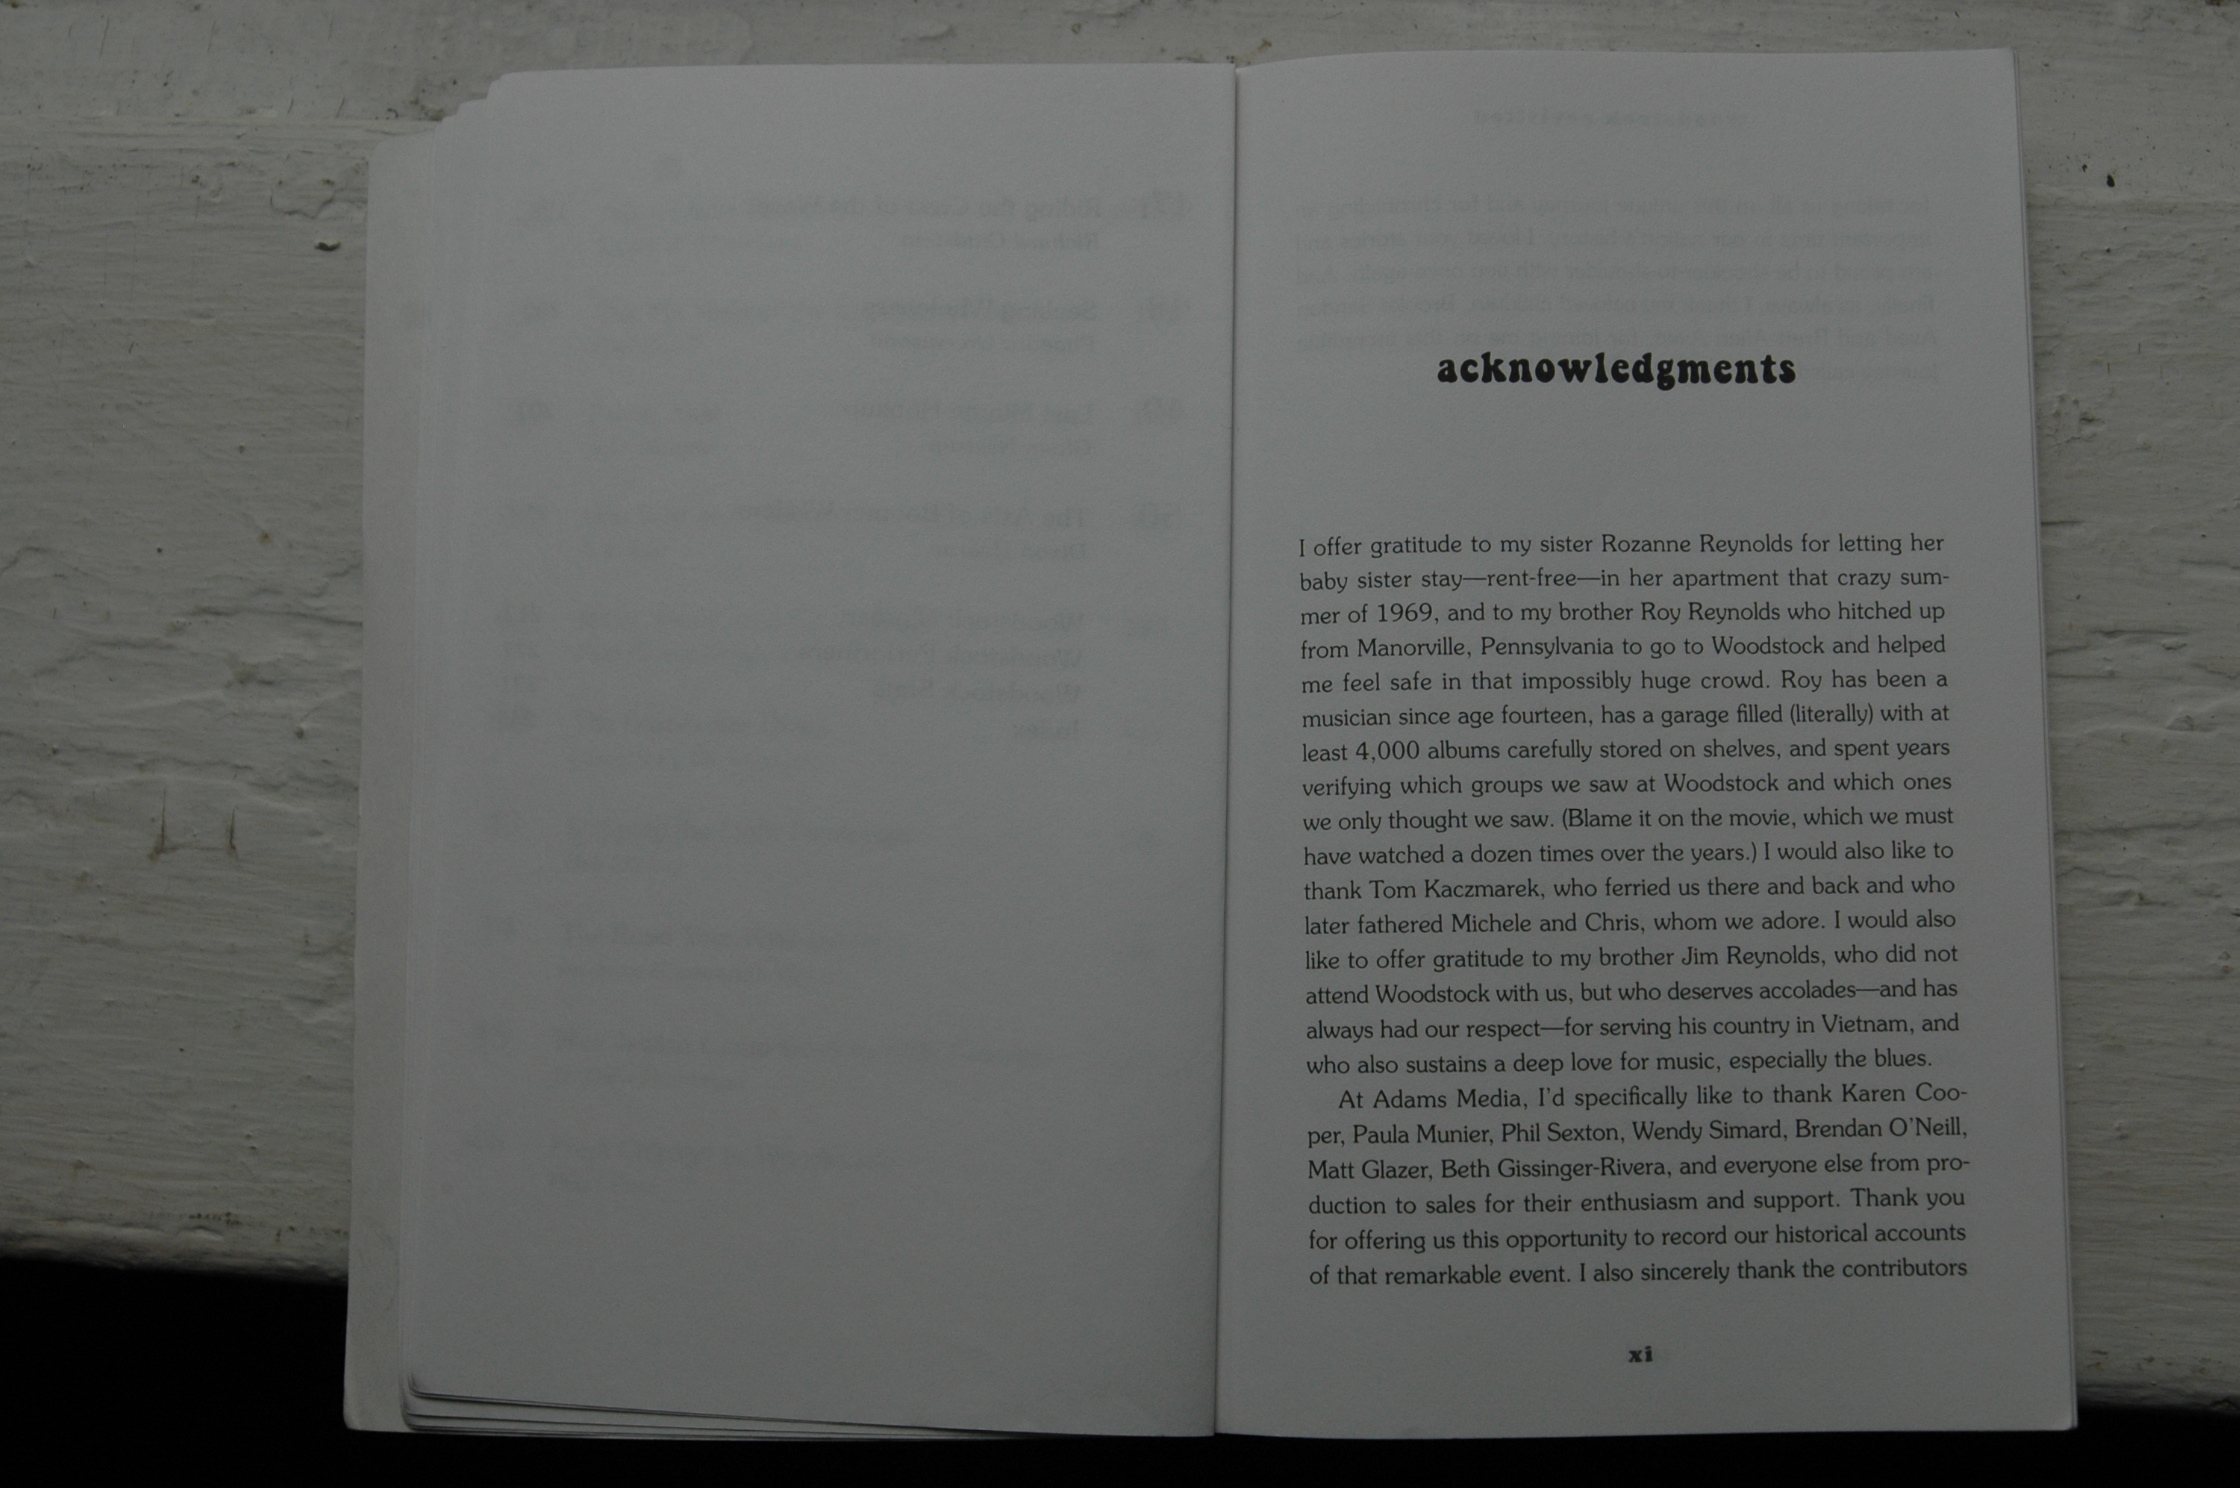 acknowledgments
I offer gratitude to my sister Rozanne Reynolds for letting her
baby sister stay—rent-free—in her apartment that crazy sum-
mer of 1969, and to my brother Roy Reynolds who hitched up
from Manorville, Pennsylvania to go to Woodstock and helped
me feel safe in that impossibly huge crowd. Roy has been a
musician since age fourteen, has a garage filled (literally) with at
least 4,000 albums carefully stored on shelves, and spent years
verifying which groups we saw at Woodstock and which ones
we only thought we saw. (Blame it on the movie, which we must
have watched a dozen times over the years.) I would also like to
thank Tom Kaczmarek, who ferried us there and back and who
later fathered Michele and Chris, whom we adore. I would also
like to offer gratitude to my brother Jim Reynolds, who did not
attend Woodstock with us, but who deserves accolades—and has
always had our respect—for serving his country in Vietnam, and
who also sustains a deep love for music, especially the blues.
At Adams Media, I'd specifically like to thank Karen Coo-
per, Paula Munier, Phil Sexton, Wendy Simard, Brendan O'Neill,
Matt Glazer, Beth Gissinger-Rivera, and everyone else from pro-
duction to sales for their enthusiasm and support. Thank you
for offering us this opportunity to record our historical accounts
of that remarkable event. I also sincerely thank the contributors
xi